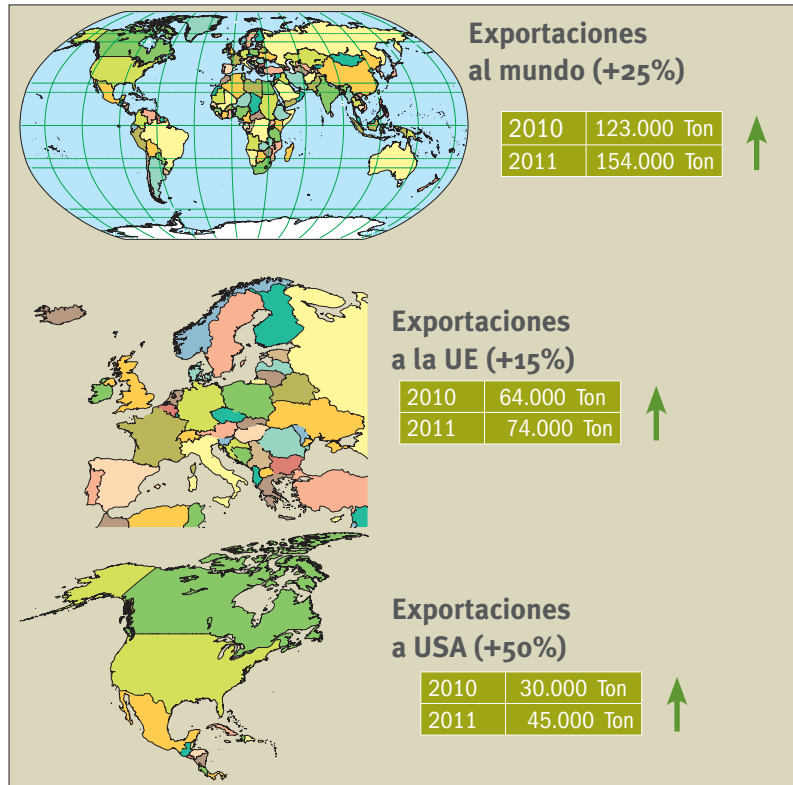 Exportaciones
al mundo (+25%)
2010 123.000 Ton
2011 154.000 Ton
Exportaciones
a la UE (+15%)
2010 64.000 Ton
2011 74.000 Ton
Exportaciones
a USA (+50%)
2010 30.000 Ton
2011 45.000 Ton